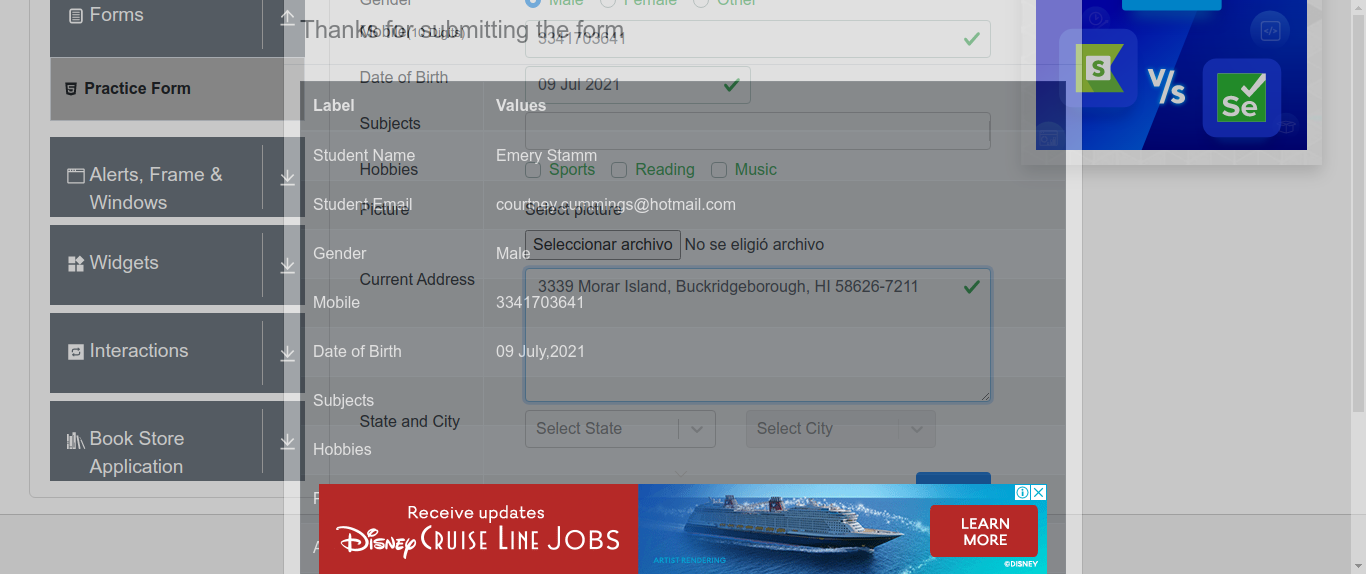 Forms
Gender
Male
Female
Other
Thanks for submitting the form
Mobile(10 Digits)
3341703641
Practice Form
Date of Birth
09 Jul 2021
Label
Values
Subjects
Student Name
Emery Stamm
Hobbies
Sports
Reading
Music
Alerts, Frame &
Windows
Student Email
courtney.cummings@hotmail.com
Picture
Select picture
Seleccionar archivo
No se eligió archivo
Gender
Male
Widgets
Current Address
3339 Morar Island, Buckridgeborough, HI 58626-7211
Mobile
3341703641
Interactions
Date of Birth
09 July,2021
Subjects
State and City
Select State
Select City
Book Store
Application
Hobbies
Receive updates
Disney CRUISE LINE JOBS
LEARN
MORE
ARTIST RENDERING
©DISNEY
S
V/S
Se